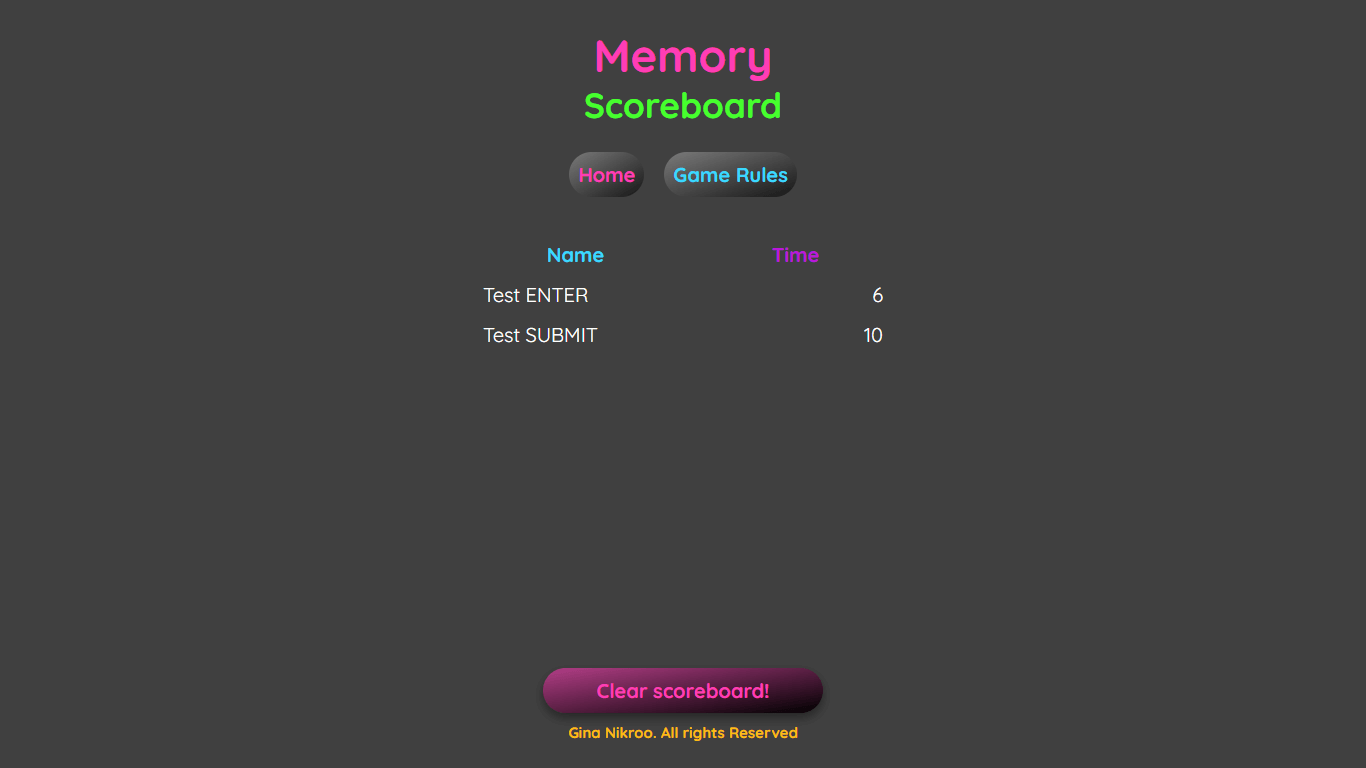 Memory
Scoreboard
Home Game Rules
Name Time
Test ENTER 6
Test SUBMIT 10
Clear scoreboard!
Gina Nikroo. All rights Reserved